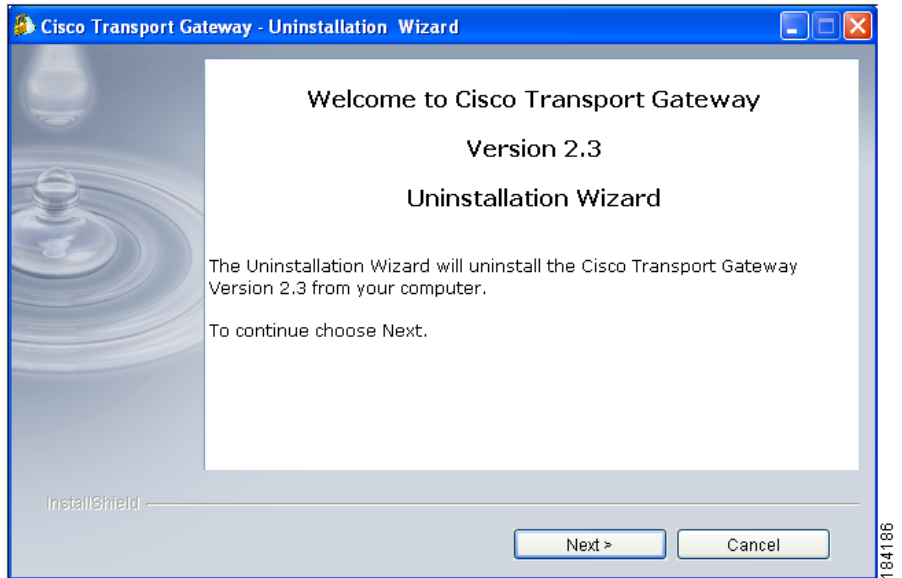 Cisco Transport Gateway - Uninstallation Wizard
Welcome to Cisco Transport Gateway
Version 2.3
Uninstallation Wizard
The Uninstallation Wizard will uninstall the Cisco Transport Gateway
Version 2.3 from your computer.
To continue choose Next.
InstallShield
Next >
Cancel
184186